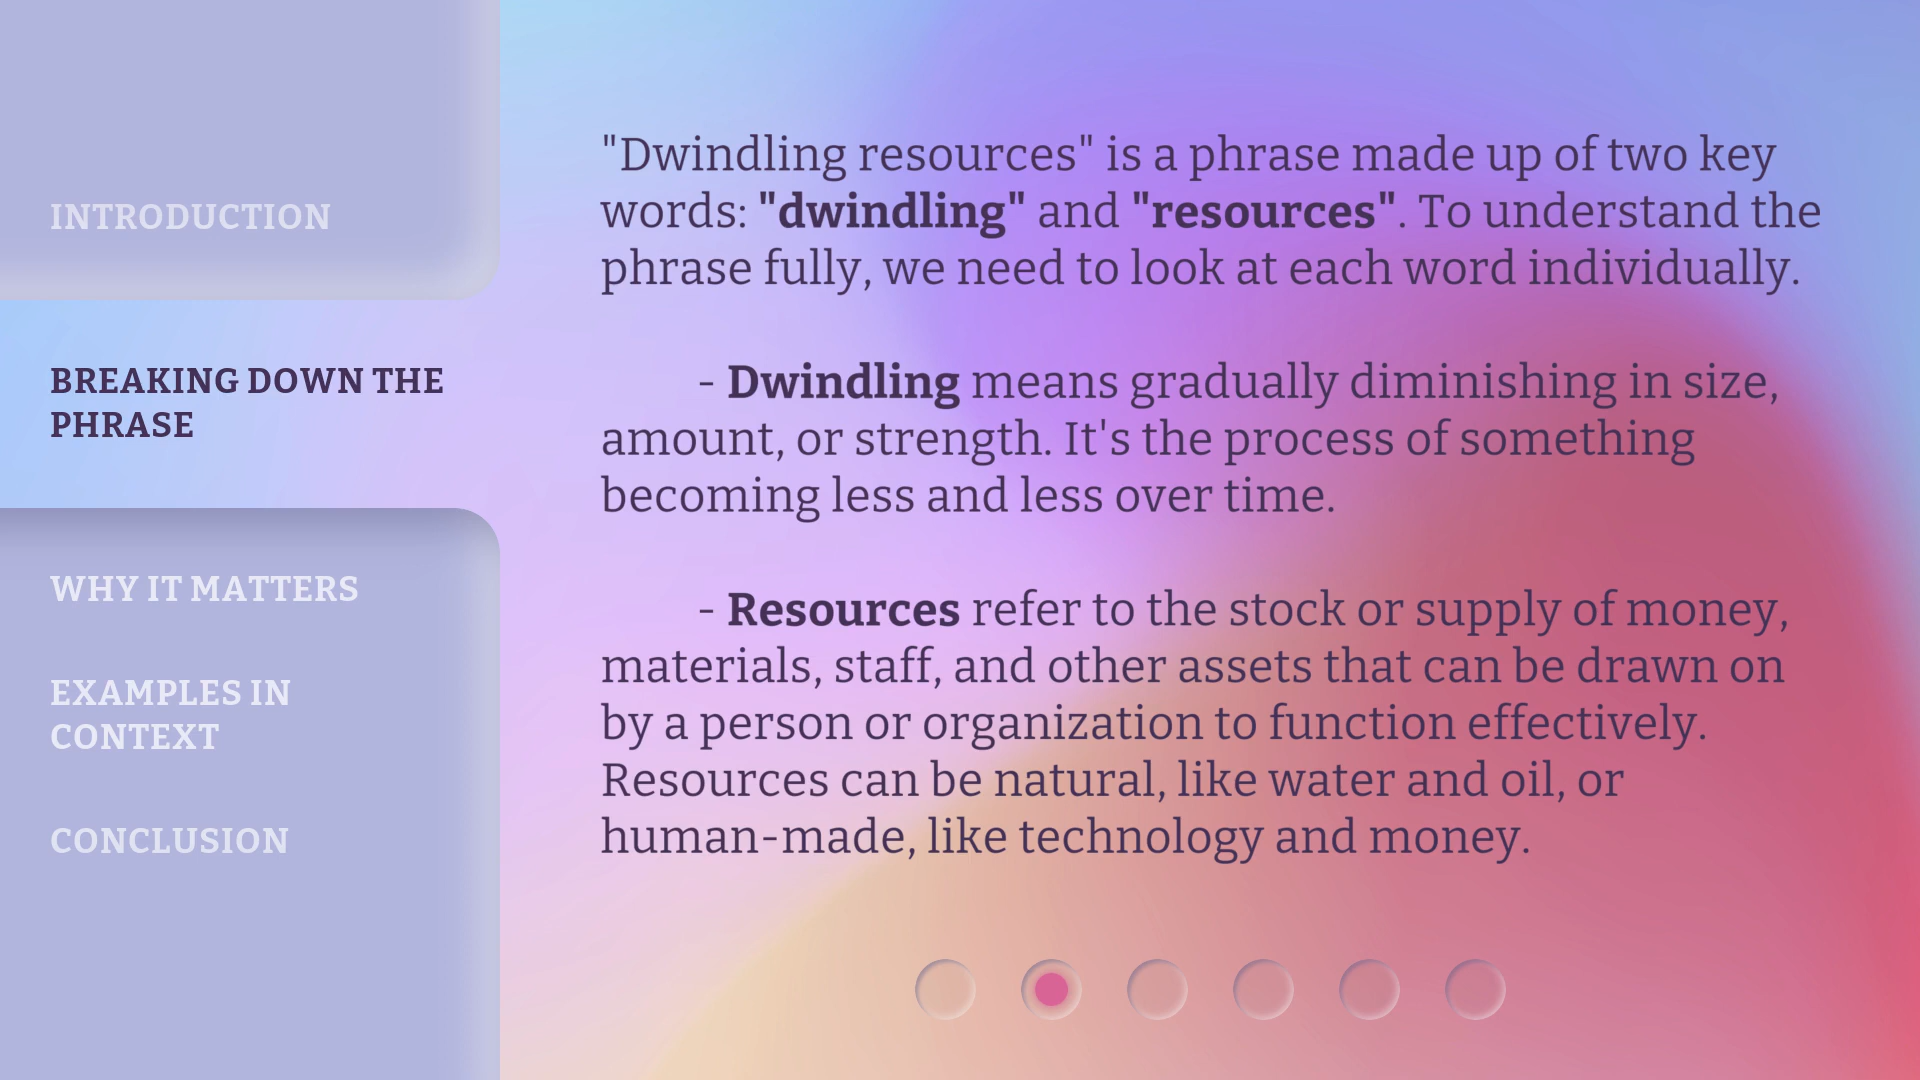 INTRODUCTION
BREAKING DOWN THE
PHRASE
WHY IT MATTERS
EXAMPLES IN
CONTEXT
CONCLUSION
"Dwindling resources" is a phrase made up of two key
words: "dwindling" and "resources". To understand the
phrase fully, we need to look at each word individually.
- Dwindling means gradually diminishing in size,
amount, or strength. It's the process of something
becoming less and less over time.
- Resources refer to the stock or supply of money,
materials, staff, and other assets that can be drawn on
by a person or organization to function effectively.
Resources can be natural, like water and oil, or
human-made, like technology and money.